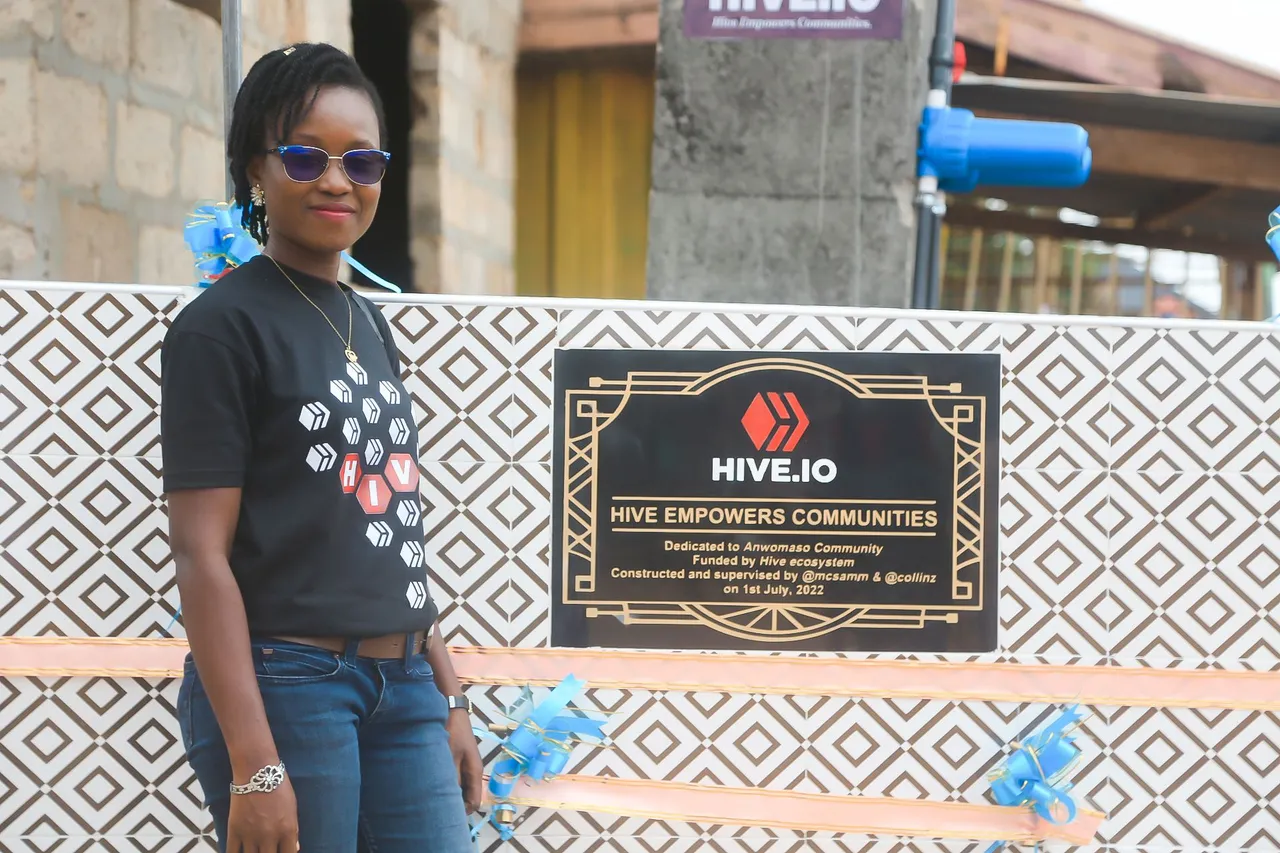 HIVE.IO
Hive Empowers Communities.
H
I
V
HIVE.IO
HIVE EMPOWERS COMMUNITIES
Dedicated to Anwomaso Community
Funded by Hive ecosystem
Constructed and supervised by @mcsamm & @collinz
on 1st July, 2022